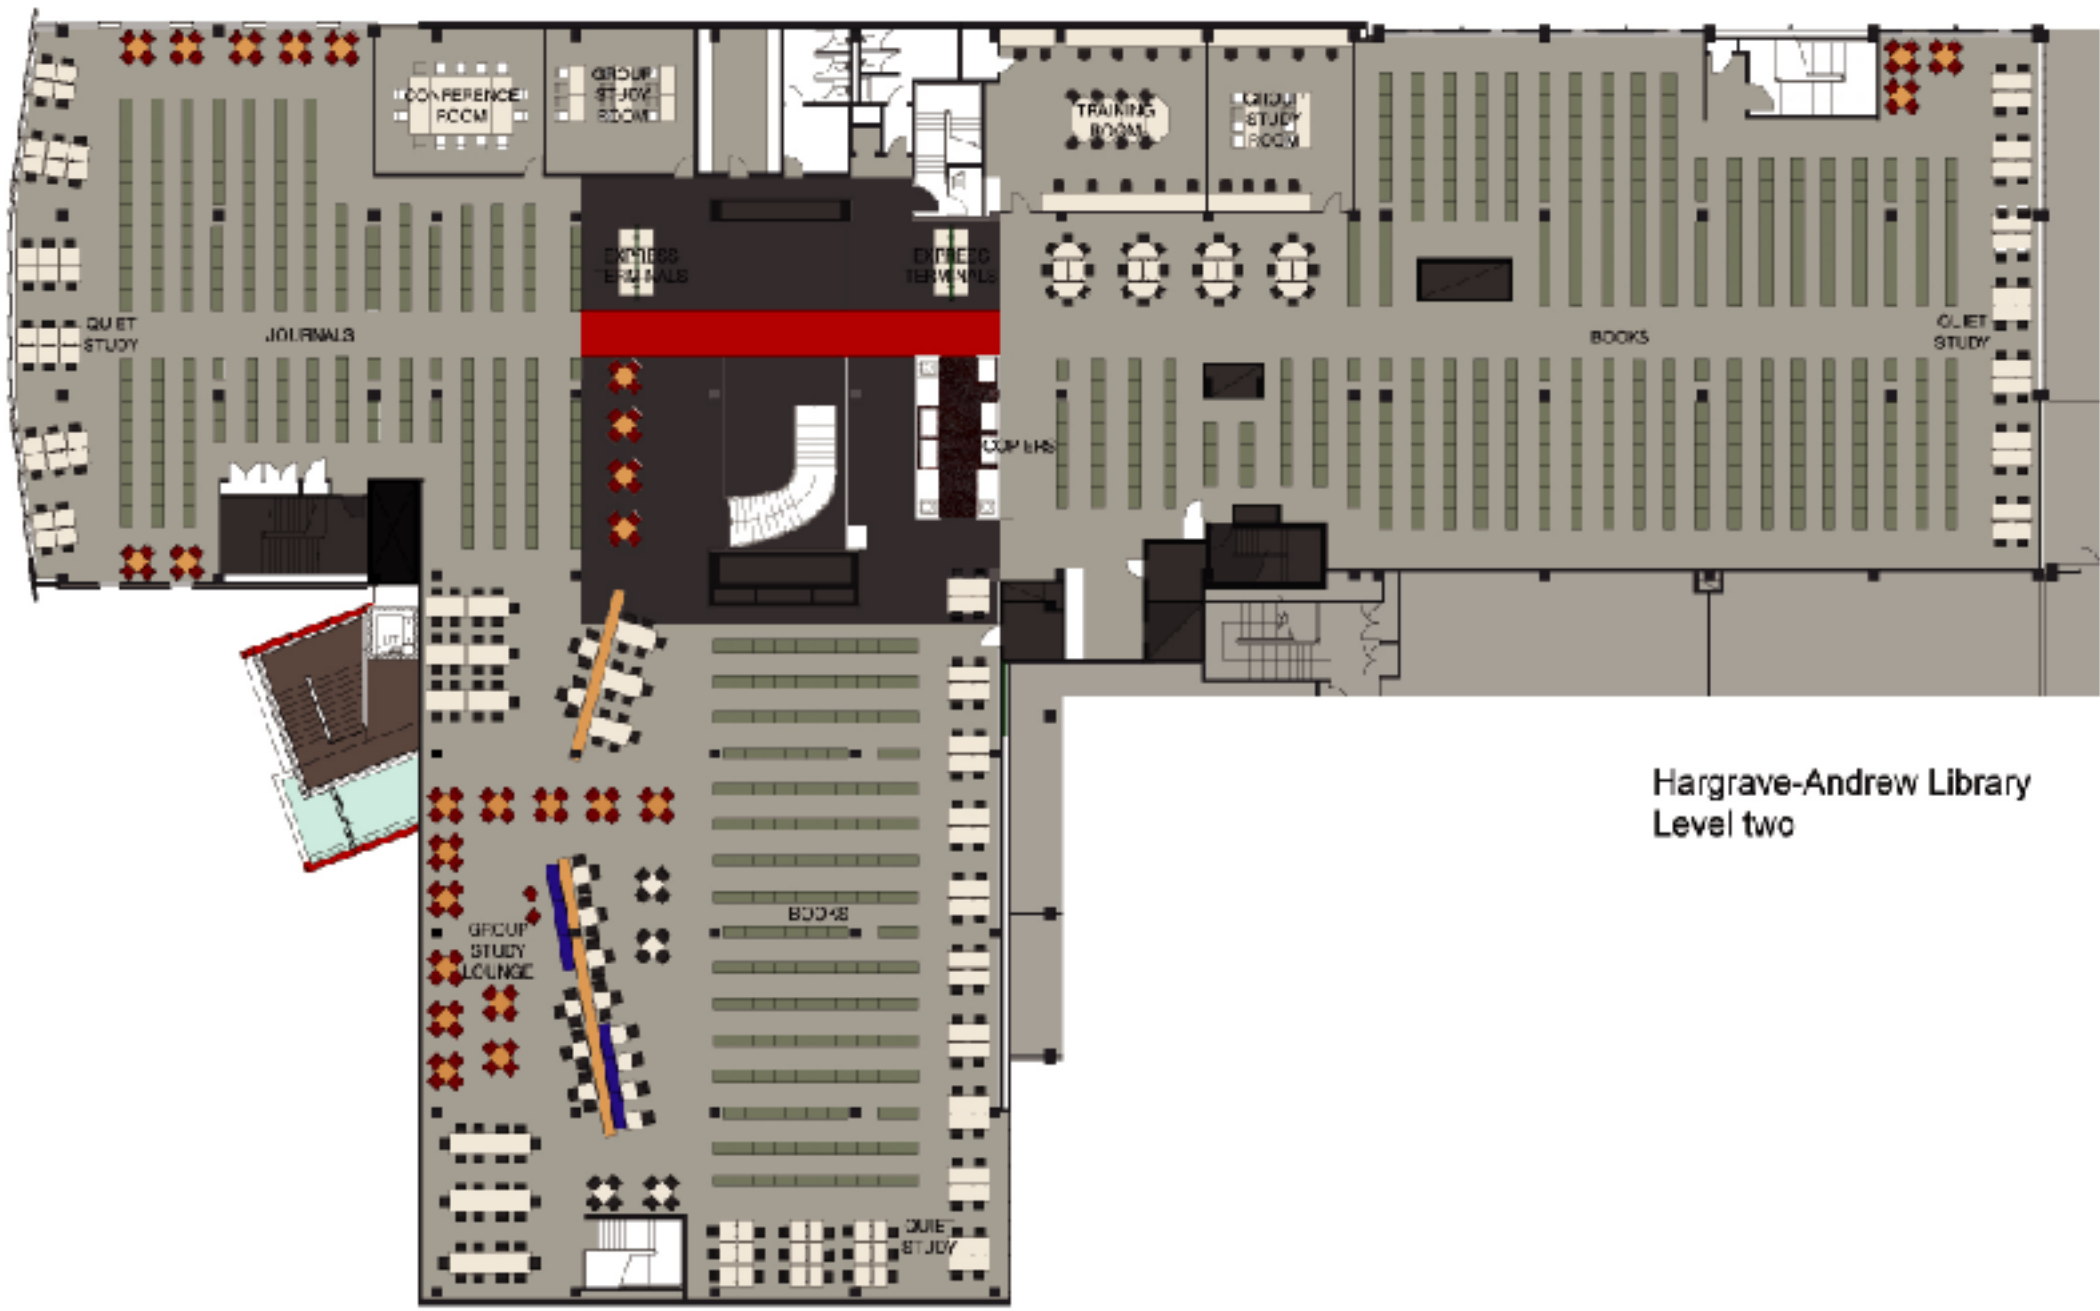 CONFERENCE
ROOM
GROUP
STUDY
ROOM
TRAINING
ROOM
GROUP
STUDY
ROOM
EXPRESS
TERMINALS
EXPRESS
TERMINALS
QUIET
STUDY
JOURNALS
BOOKS
QUIET
STUDY
COPIERS
Hargrave-Andrew Library
Level two
BOOKS
GROUP
STUDY
LOUNGE
QUIET
STUDY